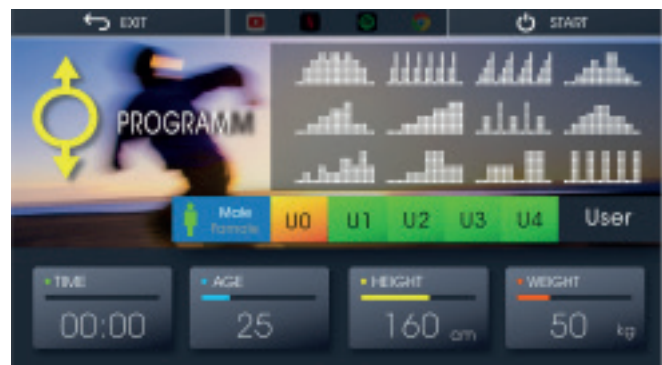 EXIT
START
PROGRAMM
Male
Female
U0 U1 U2 U3 U4 User
TIME
00:00
AGE
25
HEIGHT
160 cm
WEIGHT
50 kg